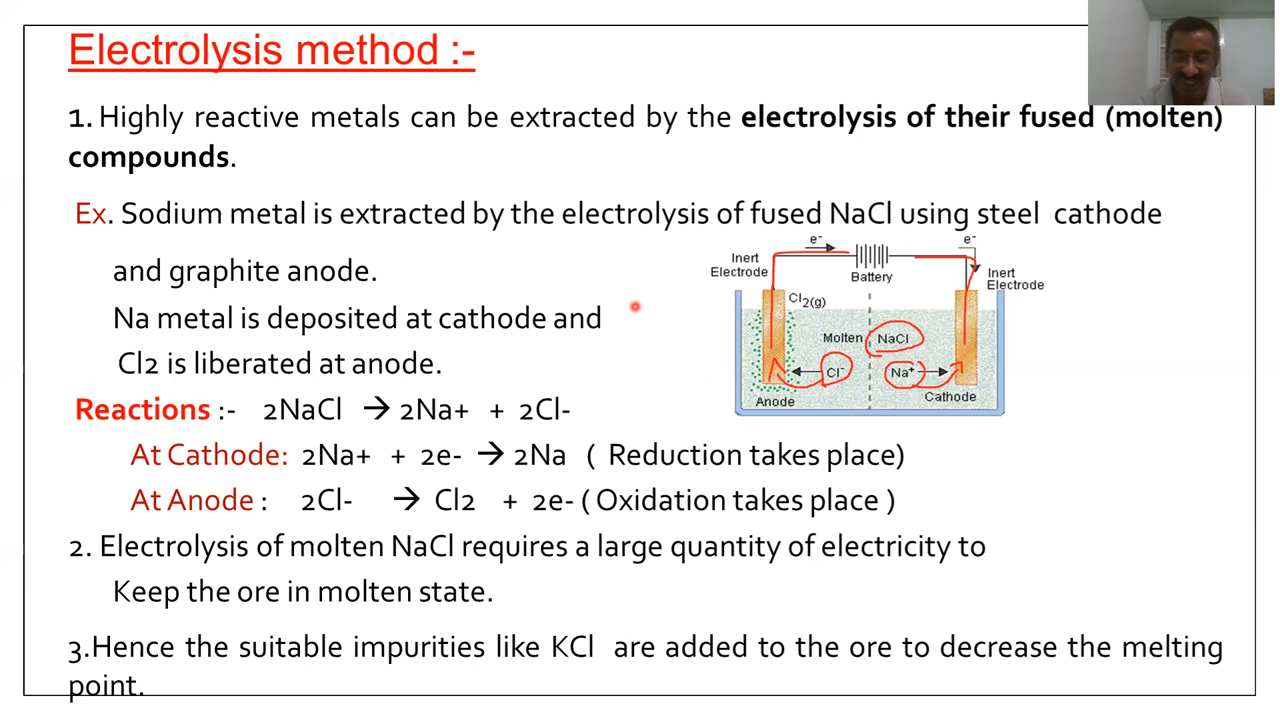 Electrolysis method :-
1. Highly reactive metals can be extracted by the electrolysis of their fused (molten)
compounds.
Ex. Sodium metal is extracted by the electrolysis of fused NaCl using steel cathode
and graphite anode.
Na metal is deposited at cathode and
Cl2 is liberated at anode.
e⁻
e⁻
Inert
Electrode
Battery
Inert
Electrode
Cl₂(g)
Molten NaCl
Cl⁻
Na⁺
Anode
Cathode
Reactions :- 2NaCl → 2Na+ + 2Cl-
At Cathode: 2Na+ + 2e- → 2Na ( Reduction takes place)
At Anode : 2Cl- → Cl2 + 2e- ( Oxidation takes place )
2. Electrolysis of molten NaCl requires a large quantity of electricity to
Keep the ore in molten state.
3.Hence the suitable impurities like KCl are added to the ore to decrease the melting
point.